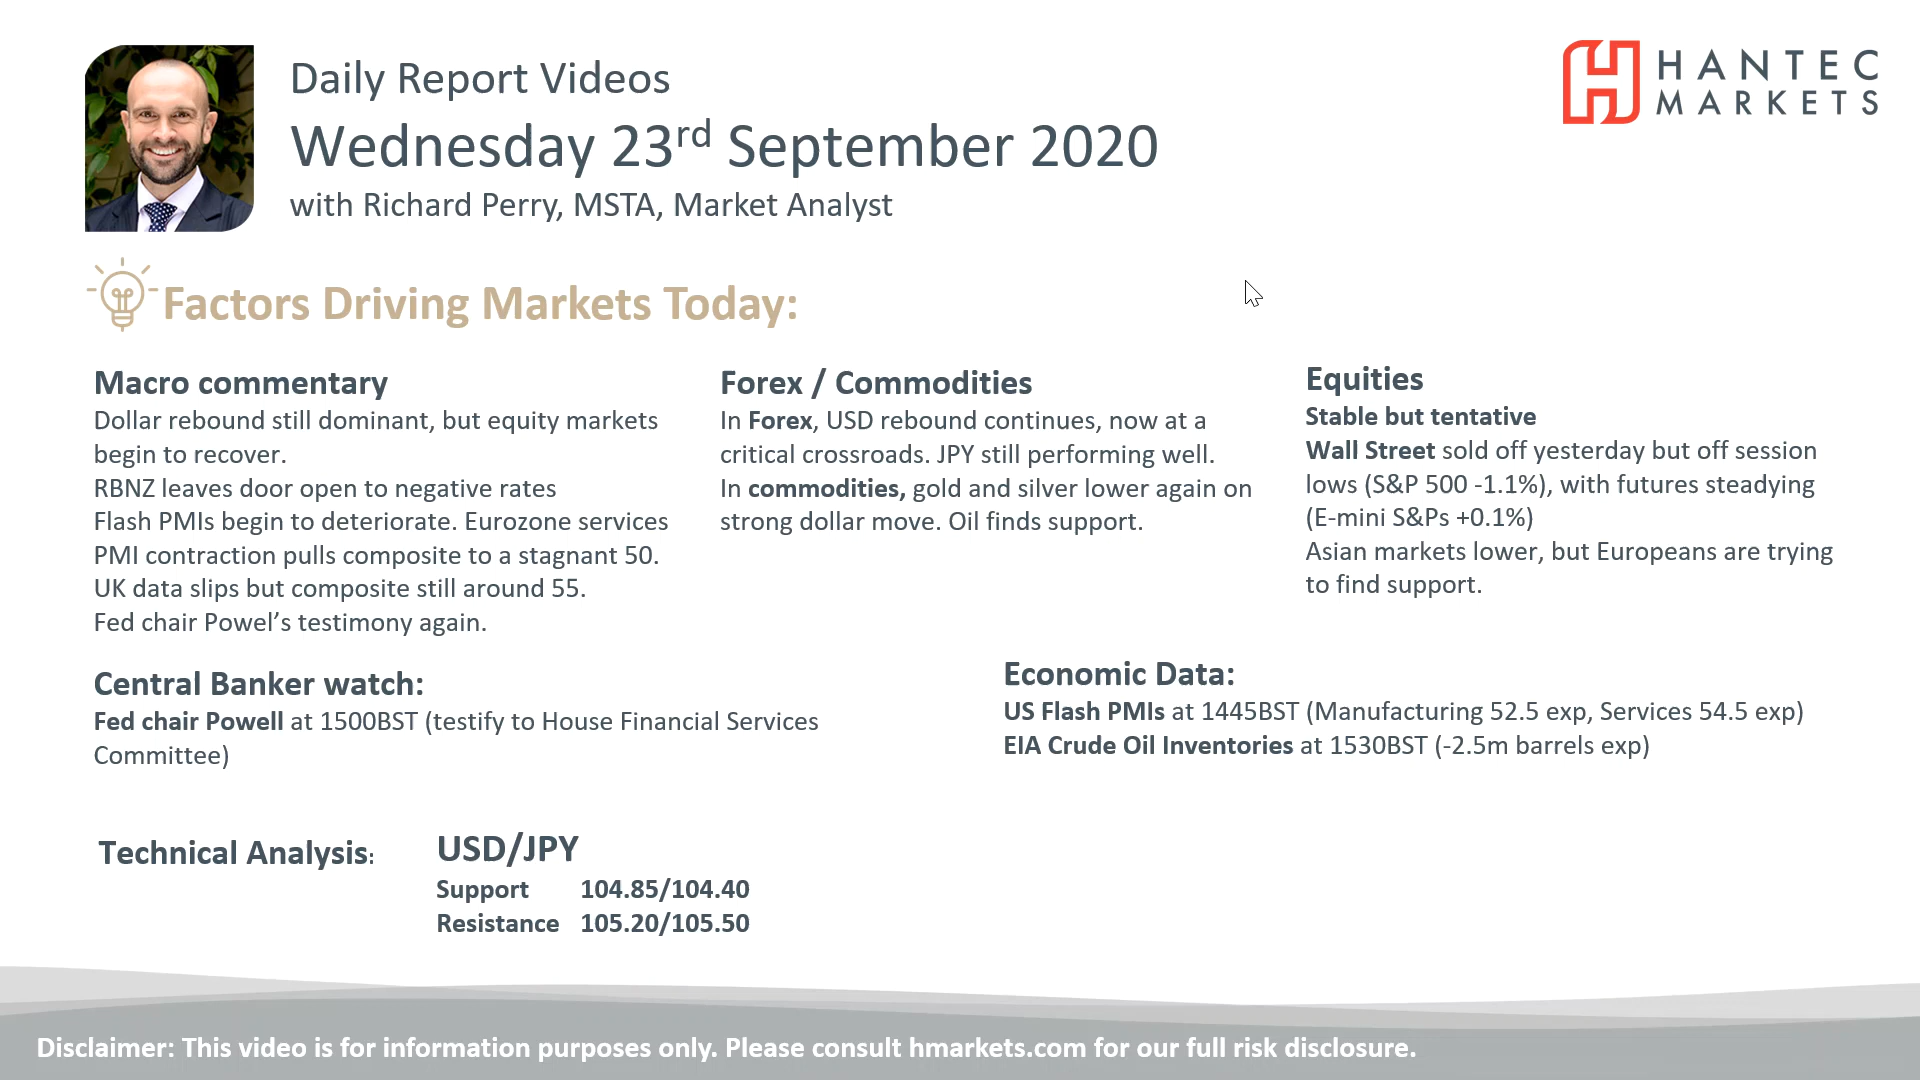 Daily Report Videos
Wednesday 23rd September 2020
with Richard Perry, MSTA, Market Analyst
HANTEC
MARKETS
Factors Driving Markets Today:
Macro commentary
Dollar rebound still dominant, but equity markets
begin to recover.
RBNZ leaves door open to negative rates
Flash PMIs begin to deteriorate. Eurozone services
PMI contraction pulls composite to a stagnant 50.
UK data slips but composite still around 55.
Fed chair Powel’s testimony again.
Forex / Commodities
In Forex, USD rebound continues, now at a
critical crossroads. JPY still performing well.
In commodities, gold and silver lower again on
strong dollar move. Oil finds support.
Equities
Stable but tentative
Wall Street sold off yesterday but off session
lows (S&P 500 -1.1%), with futures steadying
(E-mini S&Ps +0.1%)
Asian markets lower, but Europeans are trying
to find support.
Central Banker watch:
Fed chair Powell at 1500BST (testify to House Financial Services
Committee)
Economic Data:
US Flash PMIs at 1445BST (Manufacturing 52.5 exp, Services 54.5 exp)
EIA Crude Oil Inventories at 1530BST (-2.5m barrels exp)
Technical Analysis:
USD/JPY
Support 104.85/104.40
Resistance 105.20/105.50
Disclaimer: This video is for information purposes only. Please consult hmarkets.com for our full risk disclosure.